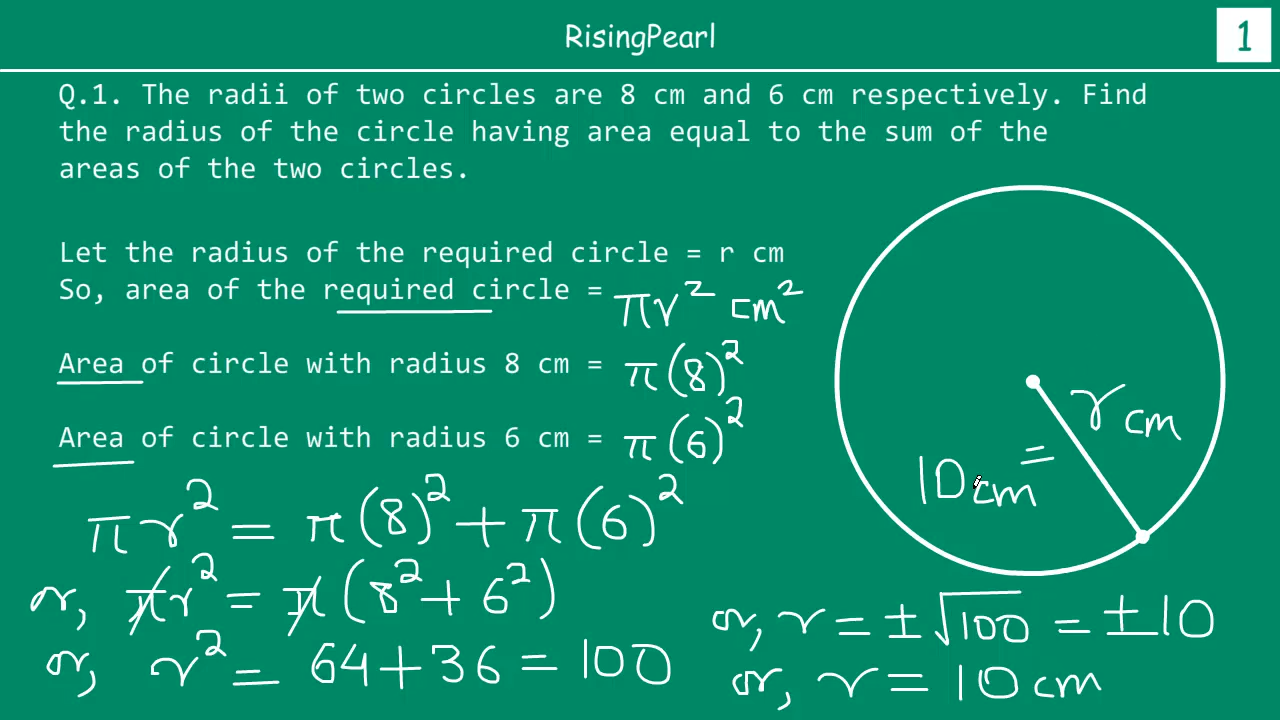 RisingPearl
1
Q.1. The radii of two circles are 8 cm and 6 cm respectively. Find
the radius of the circle having area equal to the sum of the
areas of the two circles.
Let the radius of the required circle = r cm
So, area of the required circle = πr² cm²
Area of circle with radius 8 cm = π(8)²
Area of circle with radius 6 cm = π(6)²
r cm
= 10 cm
πr² = π(8)² + π(6)²
or, πr² = π(8² + 6²)
or, r² = 64 + 36 = 100
or, r = ±√100 = ±10
or, r = 10 cm